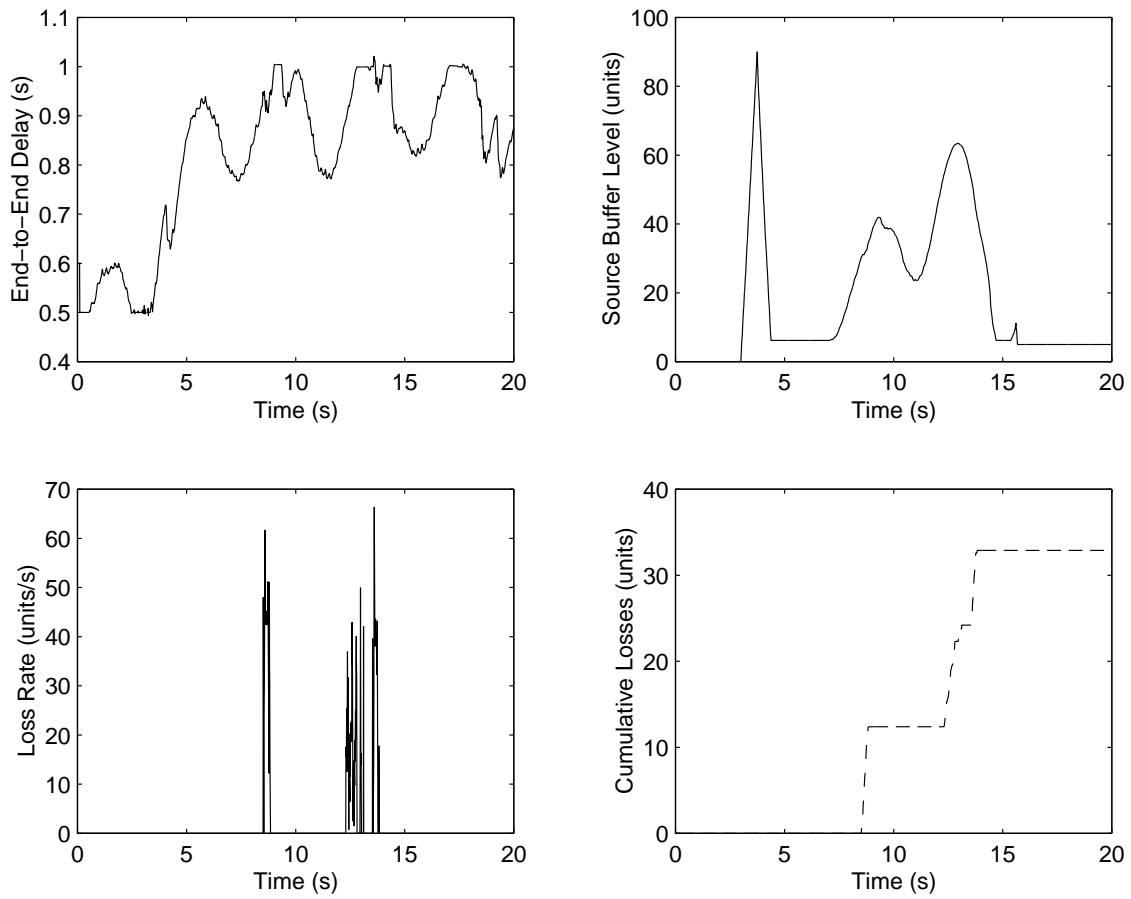 1.1
1
0.9
0.8
0.7
0.6
0.5
0.4
End−to−End Delay (s)
0 5 10 15 20
Time (s)
100
80
60
40
20
0
Source Buffer Level (units)
0 5 10 15 20
Time (s)
70
60
50
40
30
20
10
0
Loss Rate (units/s)
0 5 10 15 20
Time (s)
40
30
20
10
0
Cumulative Losses (units)
0 5 10 15 20
Time (s)